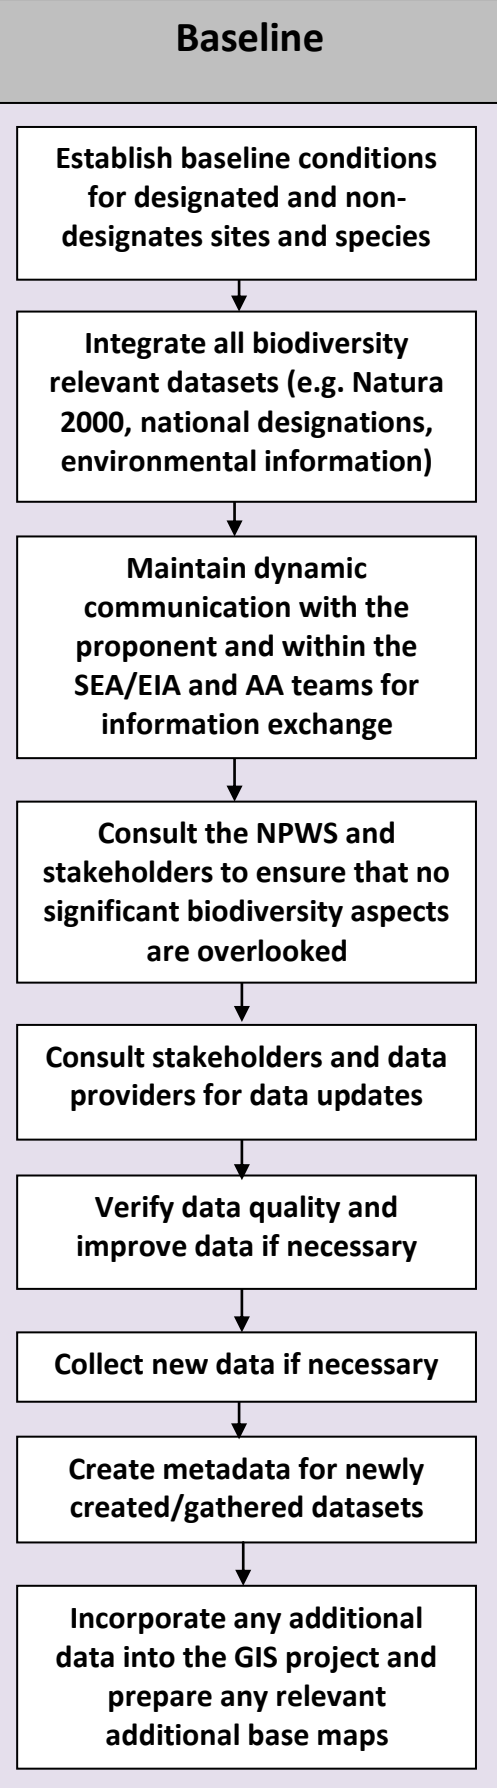 Baseline
Establish baseline conditions
for designated and non-
designates sites and species
Integrate all biodiversity
relevant datasets (e.g. Natura
2000, national designations,
environmental information)
Maintain dynamic
communication with the
proponent and within the
SEA/EIA and AA teams for
information exchange
Consult the NPWS and
stakeholders to ensure that no
significant biodiversity aspects
are overlooked
Consult stakeholders and data
providers for data updates
Verify data quality and
improve data if necessary
Collect new data if necessary
Create metadata for newly
created/gathered datasets
Incorporate any additional
data into the GIS project and
prepare any relevant
additional base maps